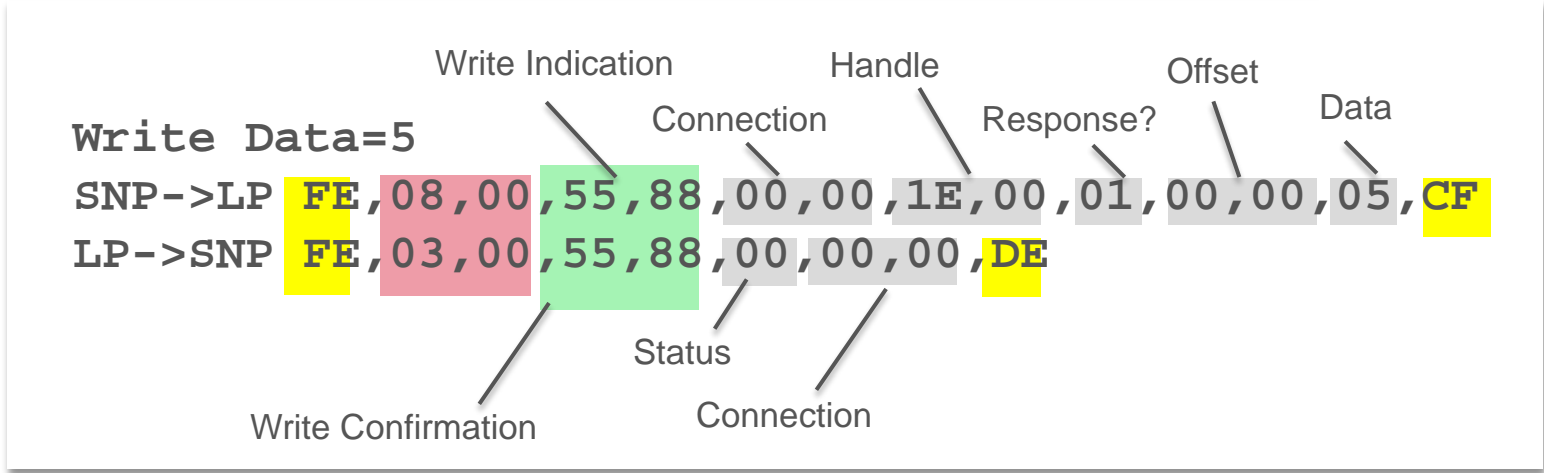 Write Indication
Handle
Offset
Connection
Response?
Data
Write Data=5
SNP->LP FE,08,00,55,88,00,00,1E,00,01,00,00,05,CF
LP->SNP FE,03,00,55,88,00,00,00,DE
Status
Connection
Write Confirmation